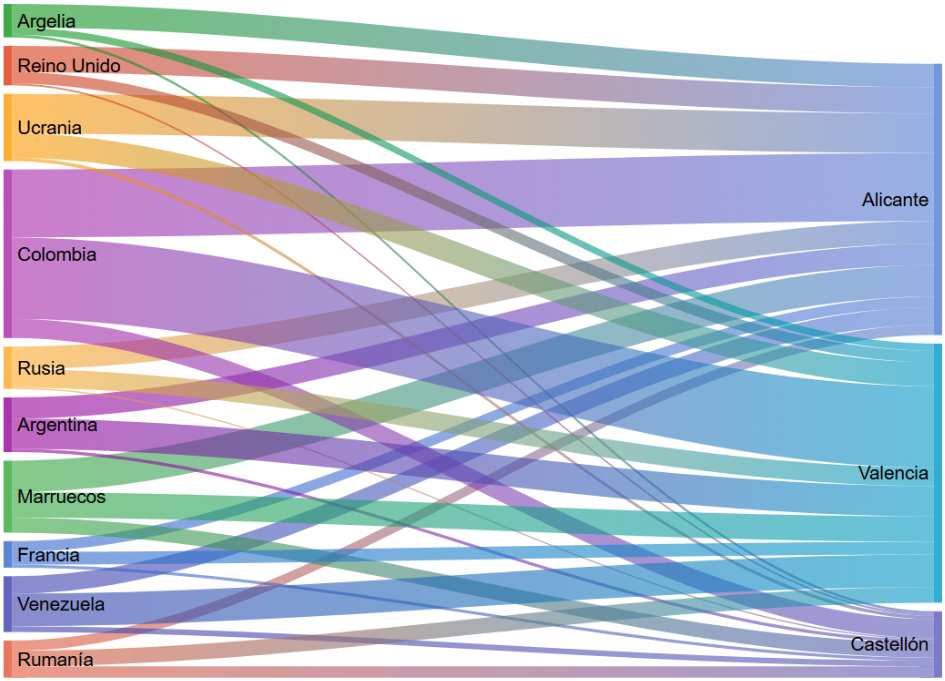 Argelia
Reino Unido
Ucrania
Colombia
Rusia
Argentina
Marruecos
Francia
Venezuela
Rumanía
Alicante
Valencia
Castellón